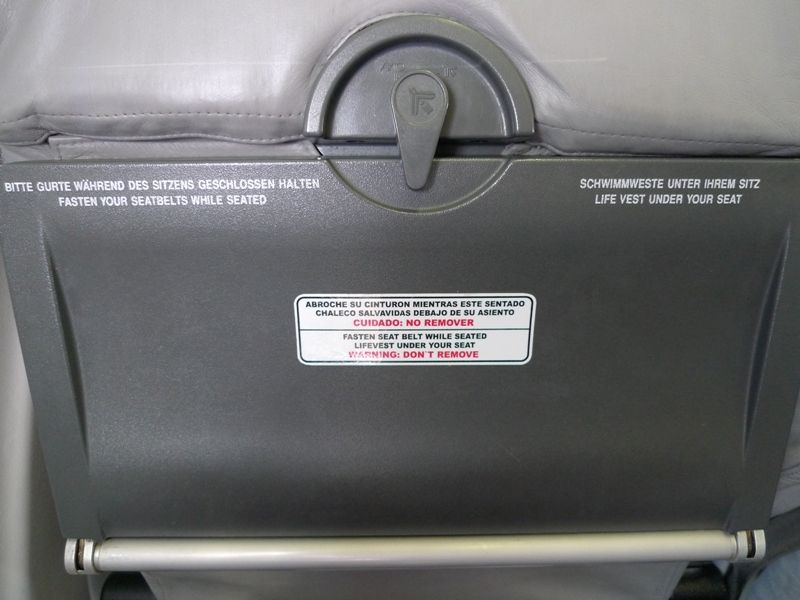 BITTE GURTE WÄHREND DES SITZENS GESCHLOSSEN HALTEN
FASTEN YOUR SEATBELTS WHILE SEATED
SCHWIMMWESTE UNTER IHREM SITZ
LIFE VEST UNDER YOUR SEAT
ABROCHE SU CINTURON MIENTRAS ESTE SENTADO
CHALECO SALVAVIDAS DEBAJO DE SU ASIENTO
CUIDADO: NO REMOVER
FASTEN SEAT BELT WHILE SEATED
LIFEVEST UNDER YOUR SEAT
WARNING: DON'T REMOVE